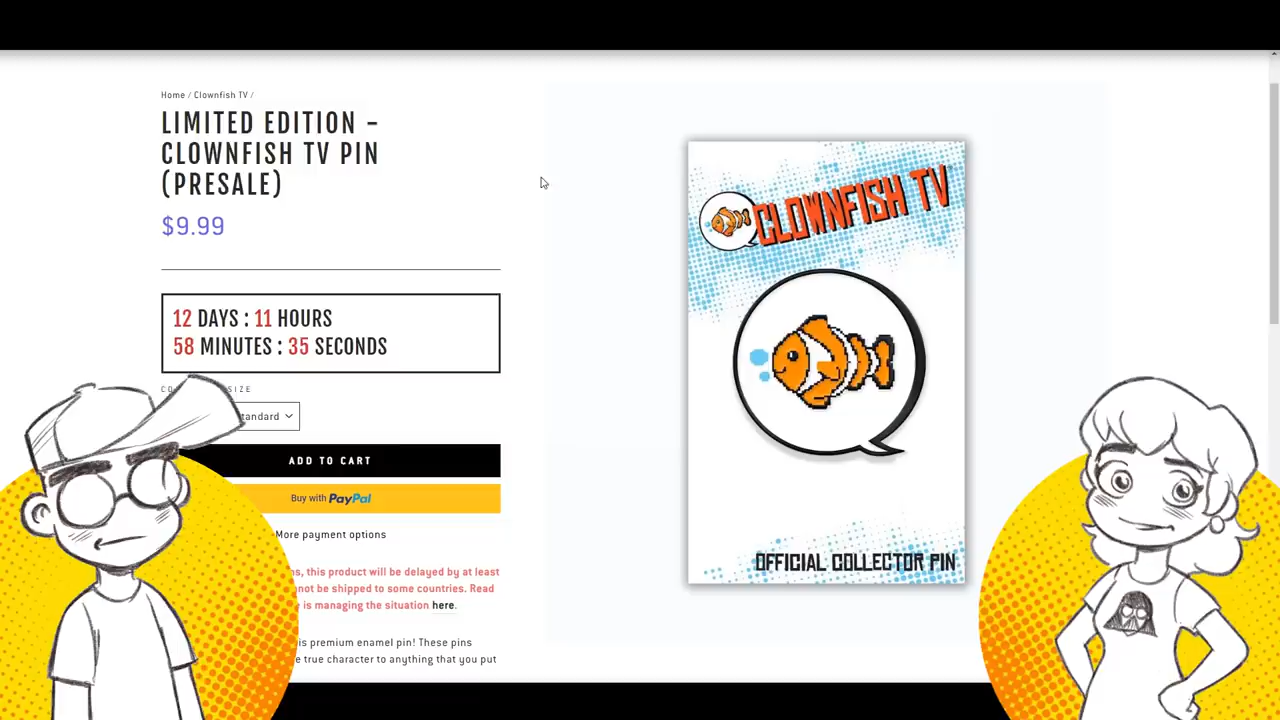 Home / Clownfish TV /
LIMITED EDITION -
CLOWNFISH TV PIN
(PRESALE)
$9.99
12 DAYS : 11 HOURS
58 MINUTES : 35 SECONDS
SIZE
tandard
ADD TO CART
Buy with PayPal
More payment options
ns, this product will be delayed by at least
nnot be shipped to some countries. Read
is managing the situation here.
is premium enamel pin! These pins
e true character to anything that you put
CLOWNFISH TV
OFFICIAL COLLECTOR PIN